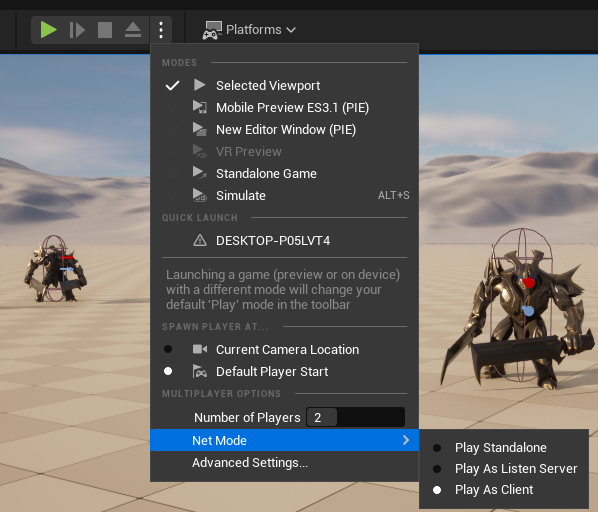 Platforms
MODES
Selected Viewport
Mobile Preview ES3.1 (PIE)
New Editor Window (PIE)
VR Preview
Standalone Game
Simulate ALT+S
QUICK LAUNCH
DESKTOP-P05LVT4
Launching a game (preview or on device)
with a different mode will change your
default 'Play' mode in the toolbar
SPAWN PLAYER AT...
Current Camera Location
Default Player Start
MULTIPLAYER OPTIONS
Number of Players 2
Net Mode
Advanced Settings...
Play Standalone
Play As Listen Server
Play As Client